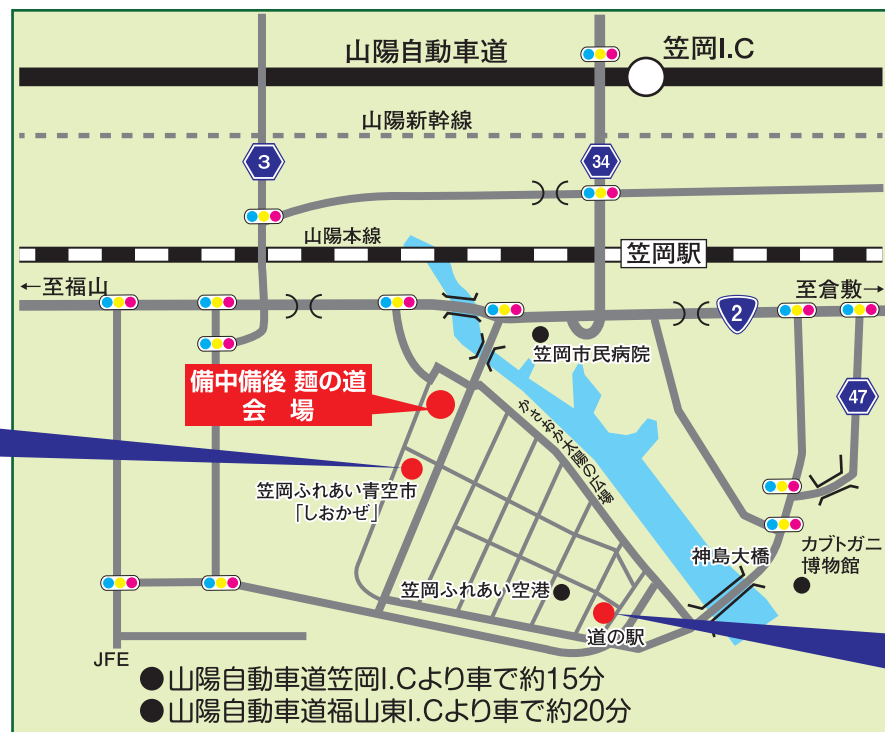 山陽自動車道
笠岡I.C
山陽新幹線
3
34
山陽本線
笠岡駅
←至福山
至倉敷→
2
笠岡市民病院
備中備後 麺の道
会 場
47
かさおか太陽の広場
笠岡ふれあい青空市
「しおかぜ」
神島大橋
カブトガニ
博物館
笠岡ふれあい空港
道の駅
JFE
●山陽自動車道笠岡I.Cより車で約15分
●山陽自動車道福山東I.Cより車で約20分